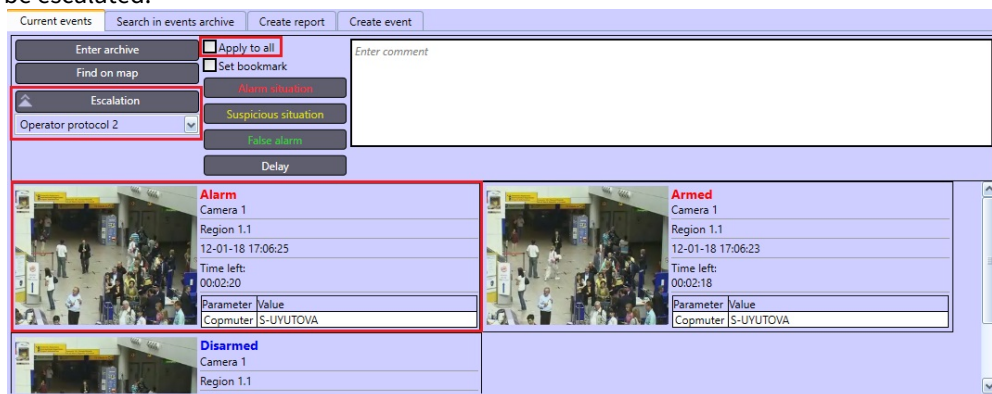 be escalated.
Current events Search in events archive Create report Create event
Enter archive
Find on map
Escalation
Operator protocol 2
Apply to all
Set bookmark
Alarm situation
Suspicious situation
False alarm
Delay
Enter comment
Alarm
Camera 1
Region 1.1
12-01-18 17:06:25
Time left:
00:02:20
Parameter Value
Copmuter S-UYUTOVA
Armed
Camera 1
Region 1.1
12-01-18 17:06:23
Time left:
00:02:18
Parameter Value
Copmuter S-UYUTOVA
Disarmed
Camera 1
Region 1.1